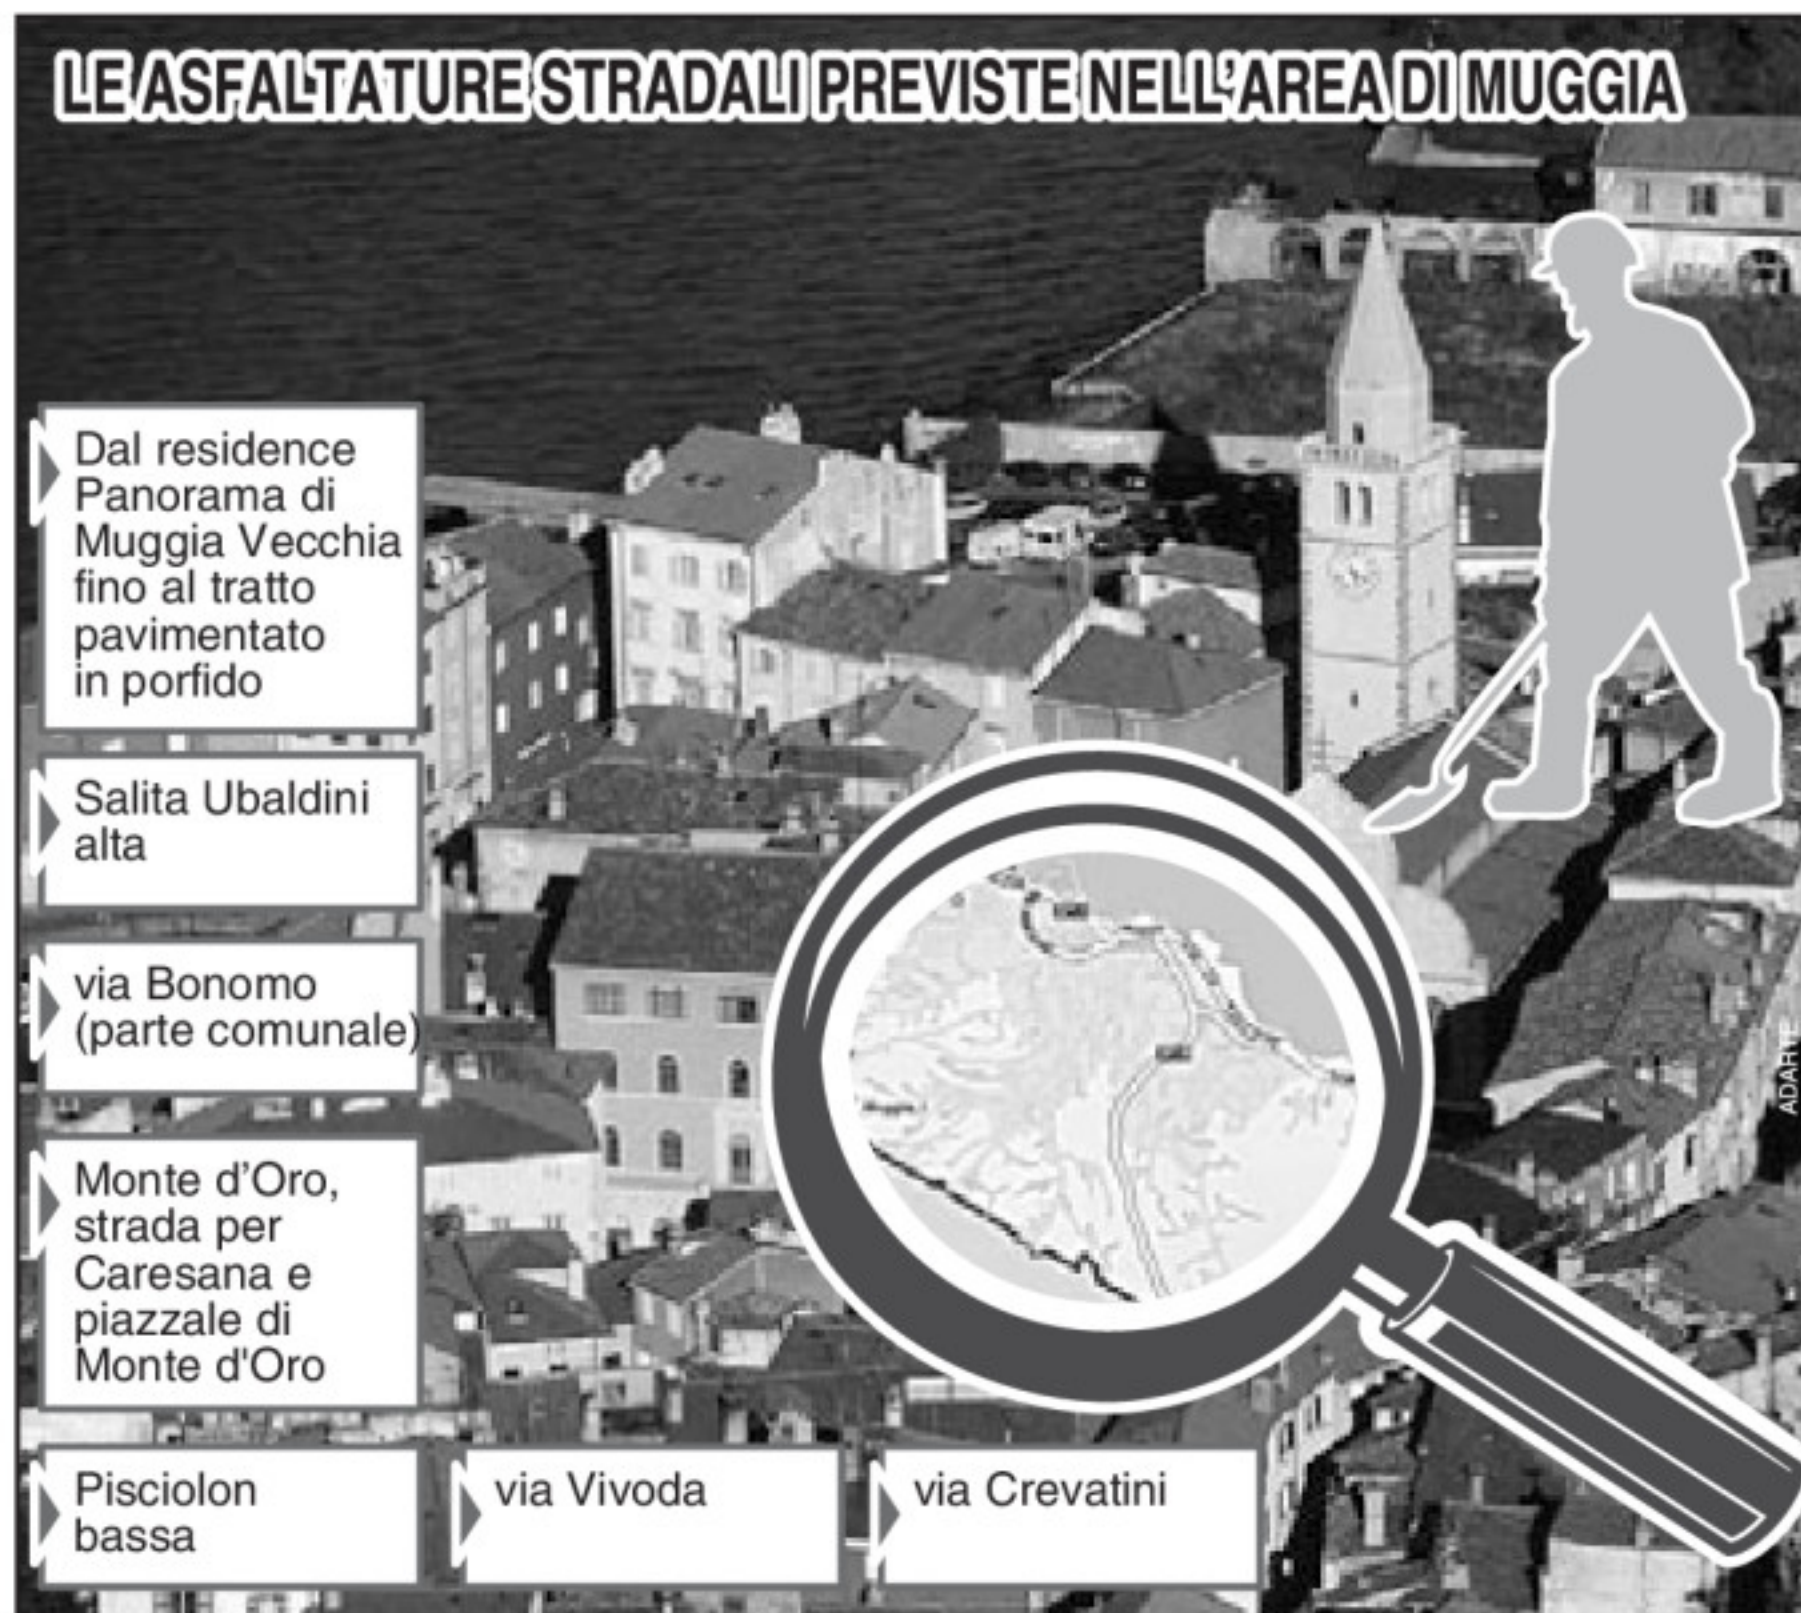 LE ASFALTATURE STRADALI PREVISTE NELL'AREA DI MUGGIA
Dal residence
Panorama di
Muggia Vecchia
fino al tratto
pavimentato
in porfido
Salita Ubaldini
alta
via Bonomo
(parte comunale)
Monte d’Oro,
strada per
Caresana e
piazzale di
Monte d'Oro
Pisciolon
bassa
via Vivoda
via Crevatini
ADARTE